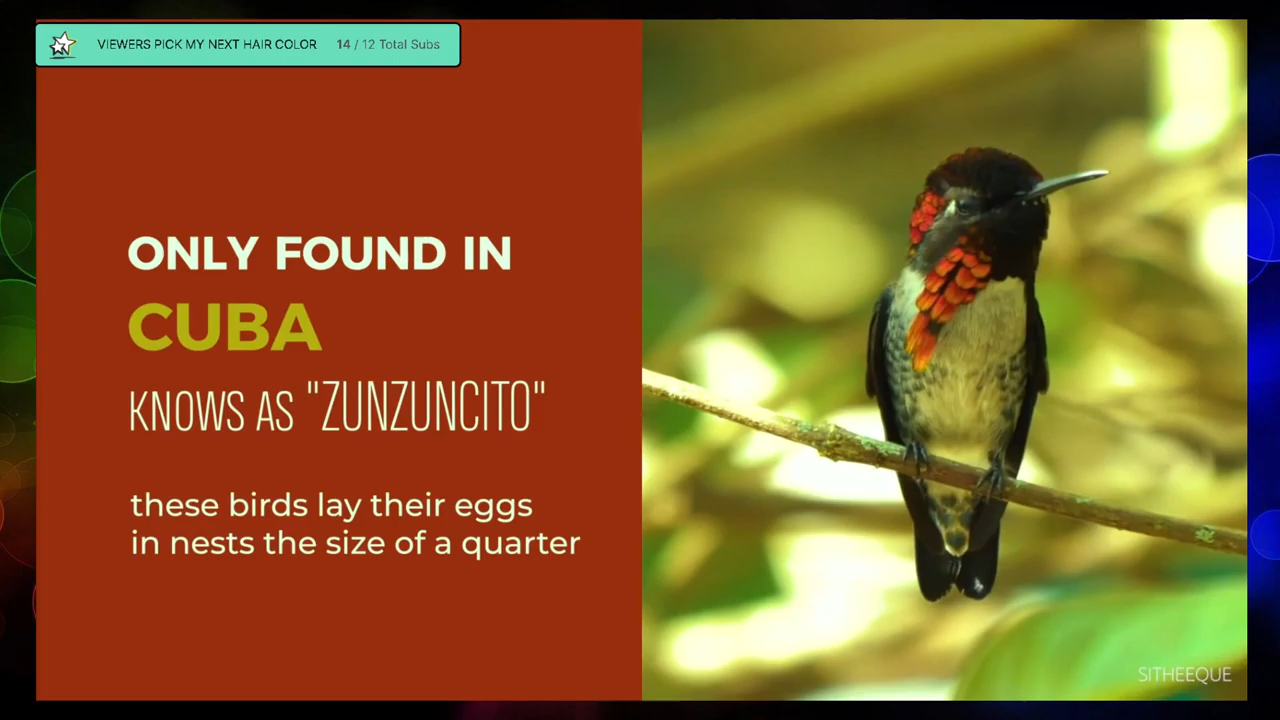 VIEWERS PICK MY NEXT HAIR COLOR 14 / 12 Total Subs
ONLY FOUND IN
CUBA
KNOWS AS "ZUNZUNCITO"
these birds lay their eggs
in nests the size of a quarter
SITHEEQUE